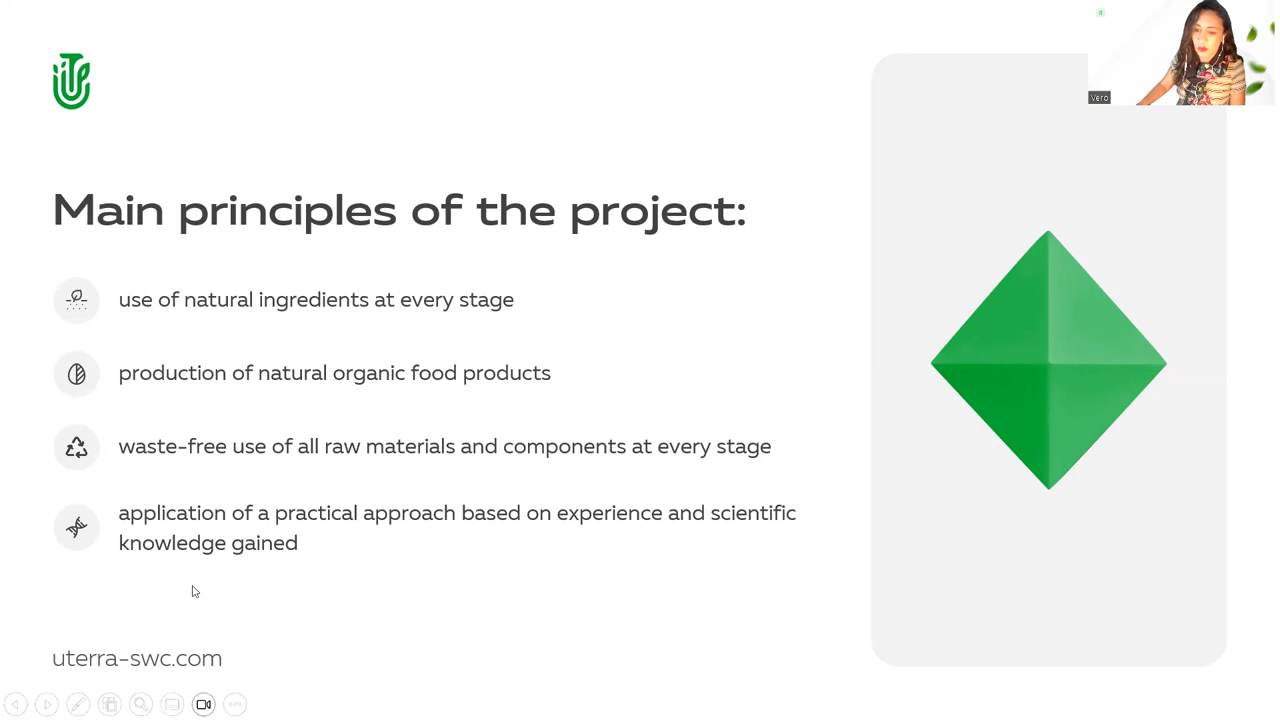 Vero
Main principles of the project:
use of natural ingredients at every stage
production of natural organic food products
waste-free use of all raw materials and components at every stage
application of a practical approach based on experience and scientific
knowledge gained
uterra-swc.com